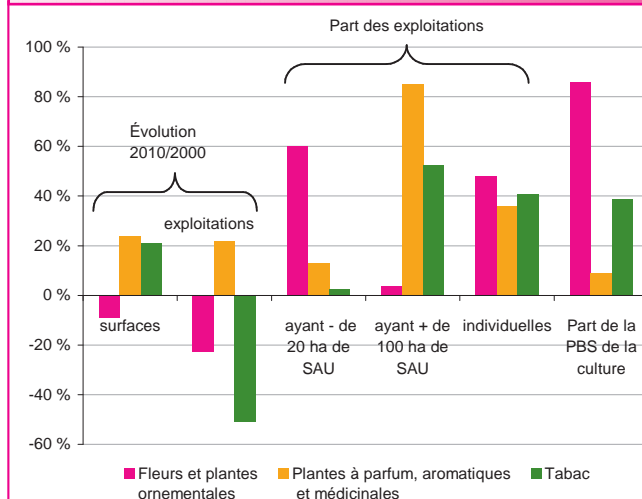 Part des exploitations
100 %
80 %
60 %
40 %
20 %
0 %
-20 %
-40 %
-60 %
Évolution
2010/2000
exploitations
surfaces
ayant - de
20 ha de
SAU
ayant + de
100 ha de
SAU
individuelles
Part de la
PBS de la
culture
Fleurs et plantes
ornementales
Plantes à parfum, aromatiques
et médicinales
Tabac